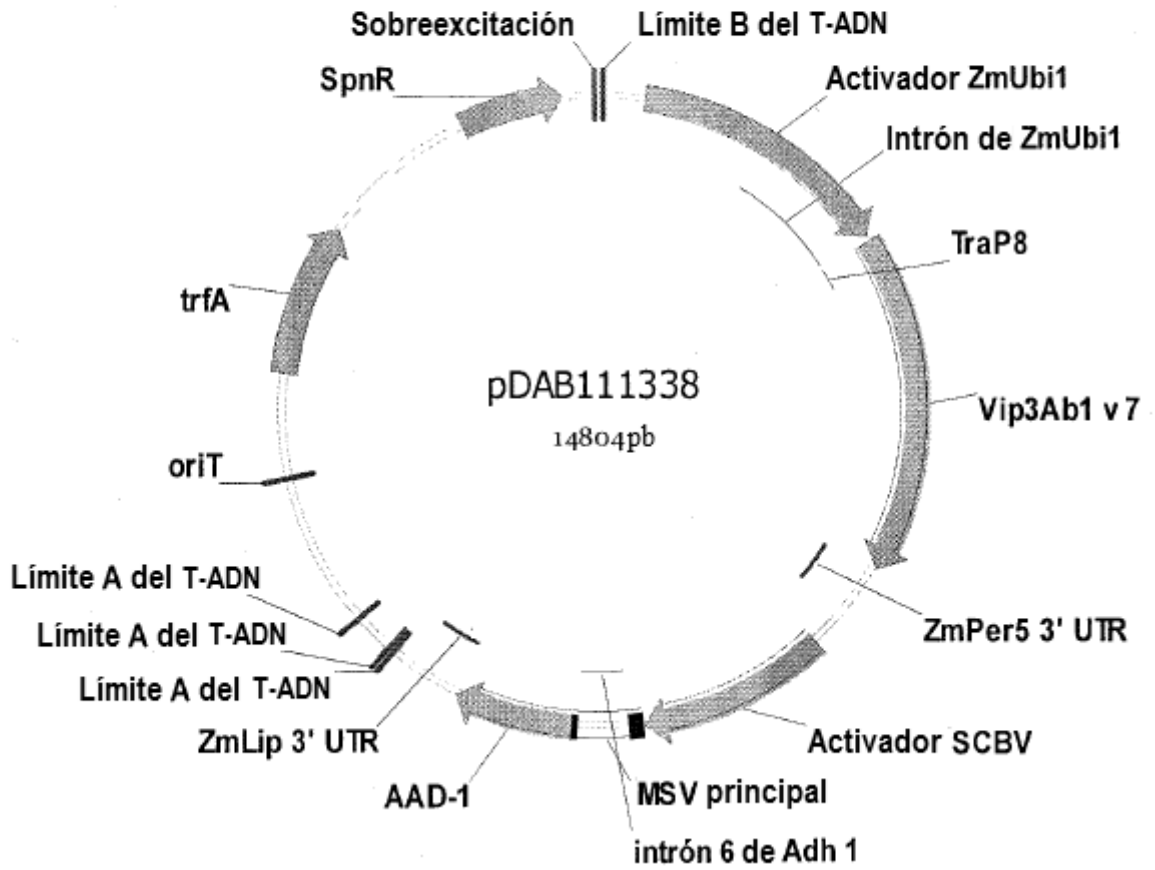 Sobreexcitación
Límite B del T-ADN
SpnR
Activador ZmUbi1
Intrón de ZmUbi1
TraP8
trfA
pDAB111338
14804pb
Vip3Ab1 v 7
oriT
Límite A del T-ADN
ZmPer5 3' UTR
Límite A del T-ADN
Límite A del T-ADN
ZmLip 3' UTR
Activador SCBV
AAD-1
MSV principal
intrón 6 de Adh 1